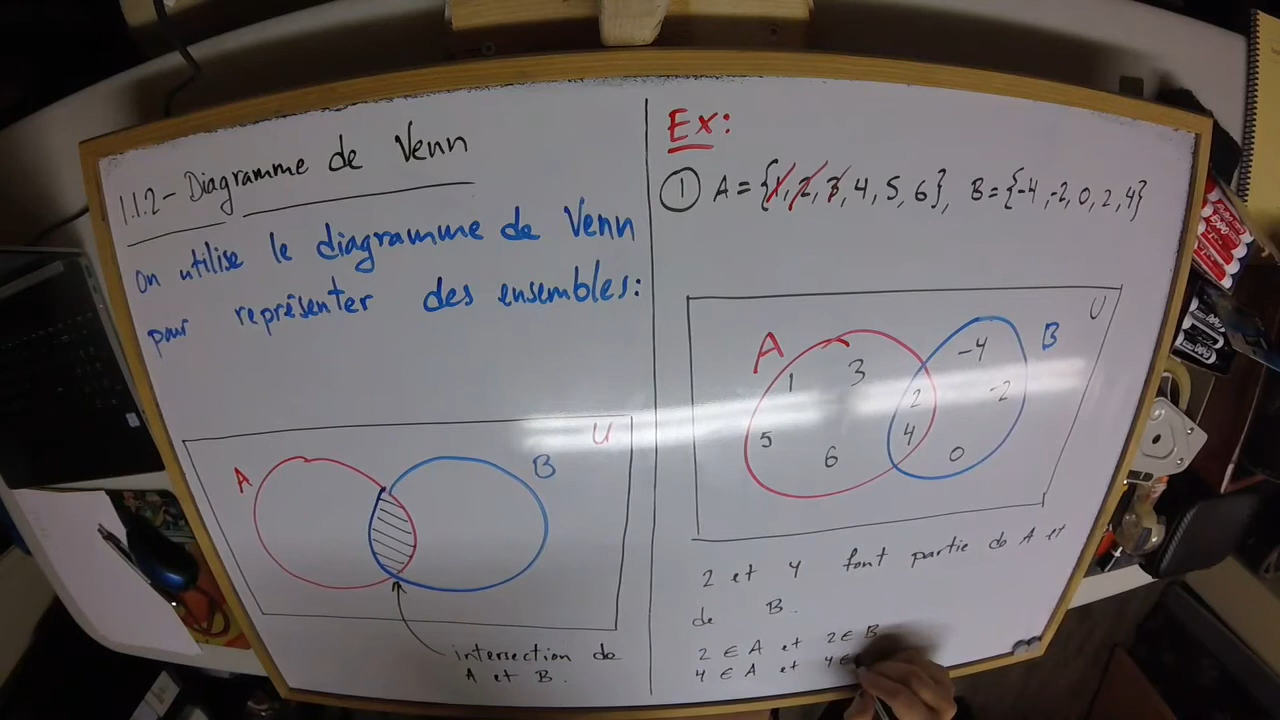 1.1.2 - Diagramme de Venn
on utilise le diagramme de Venn
pour représenter des ensembles:
U
A
B
intersection de
A et B.
Ex:
1 A = {1, 2, 3, 4, 5, 6}, B = {-4, -2, 0, 2, 4}
U
A
B
1 3 2 -4
5 6 4 -2
0
2 et 4 font partie de A et
de B.
2 ∈ A et 2 ∈ B
4 ∈ A et 4 ∈
EXPO